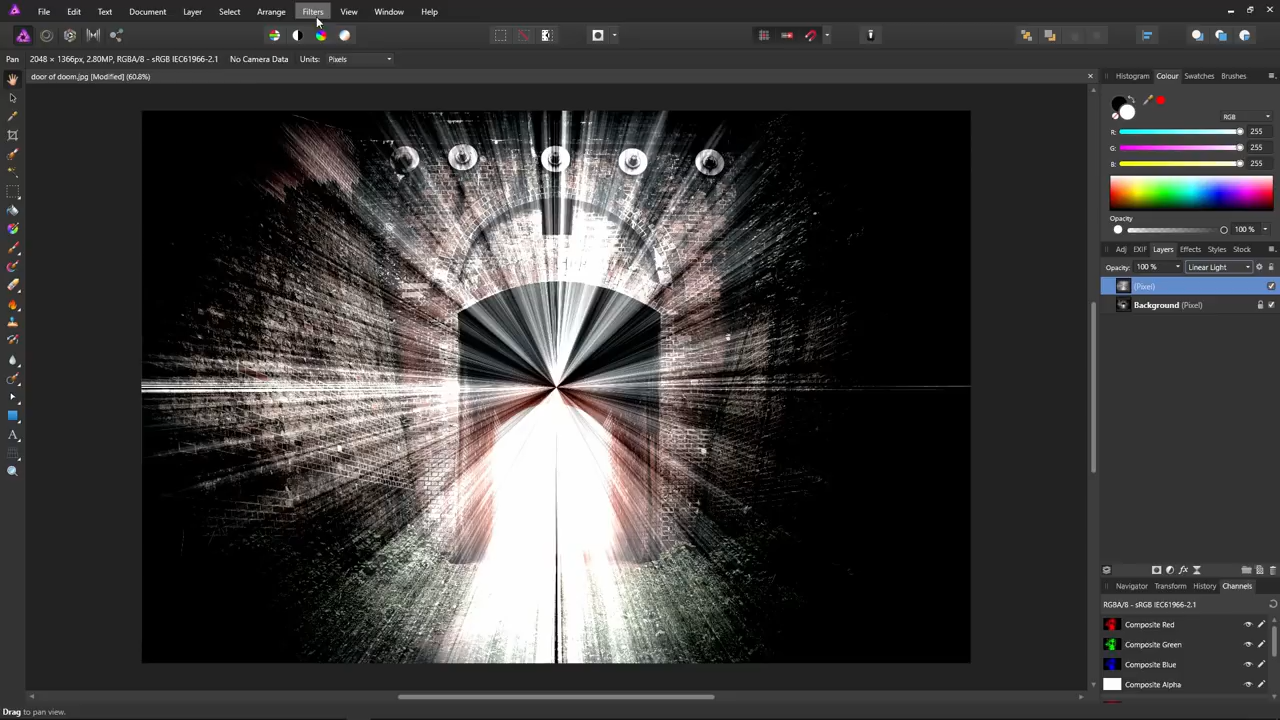 File Edit Text Document Layer Select Arrange Filters View Window Help
Pan 2048 × 1366px, 2.80MP, RGBA/8 - sRGB IEC61966-2.1 No Camera Data Units: Pixels
door of doom.jpg [Modified] (60.8%)
Histogram Colour Swatches Brushes
RGB
R: 255
G: 255
B: 255
Opacity
100 %
Adj EXIF Layers Effects Styles Stock
Opacity: 100 % Linear Light
(Pixel)
Background (Pixel)
Navigator Transform History Channels
RGBA/8 - sRGB IEC61966-2.1
Composite Red
Composite Green
Composite Blue
Composite Alpha
Drag to pan view.